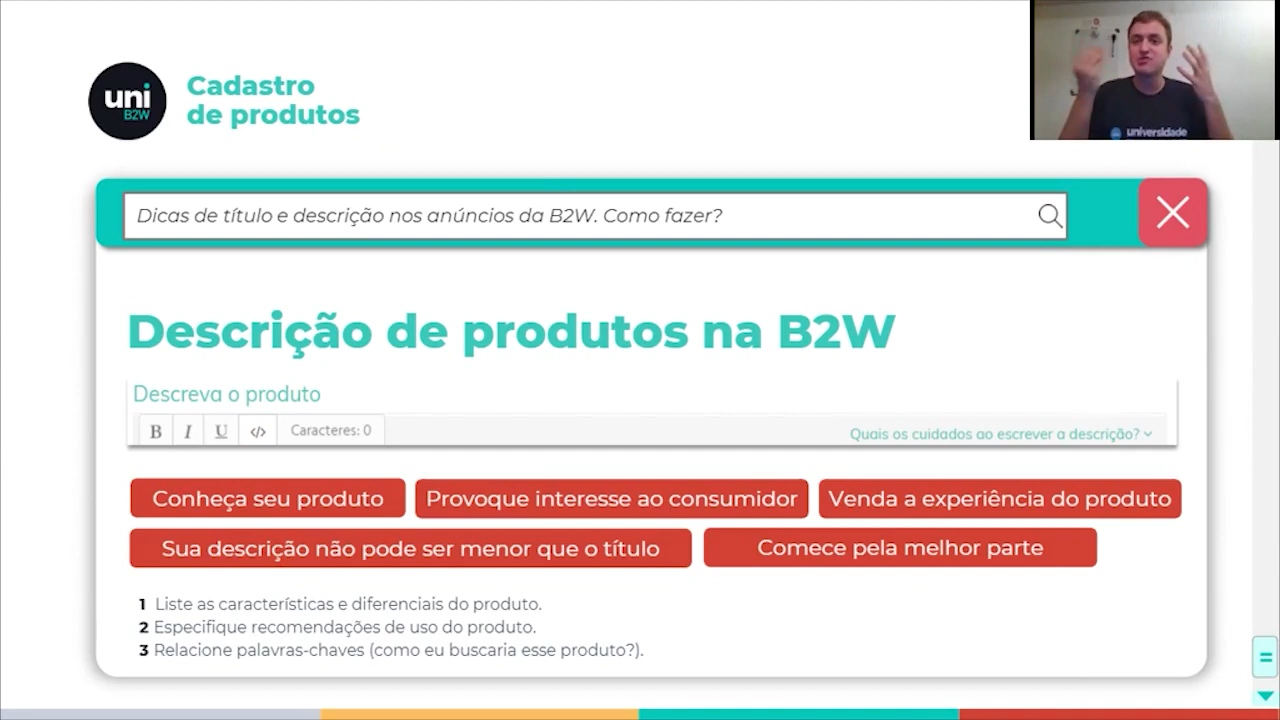 uni
B2W
Cadastro
de produtos
universidade
Dicas de título e descrição nos anúncios da B2W. Como fazer?
Descrição de produtos na B2W
Descreva o produto
B I U </> Caracteres: 0
Quais os cuidados ao escrever a descrição?
Conheça seu produto
Provoque interesse ao consumidor
Venda a experiência do produto
Sua descrição não pode ser menor que o título
Comece pela melhor parte
1 Liste as características e diferenciais do produto.
2 Especifique recomendações de uso do produto.
3 Relacione palavras-chaves (como eu buscaria esse produto?).